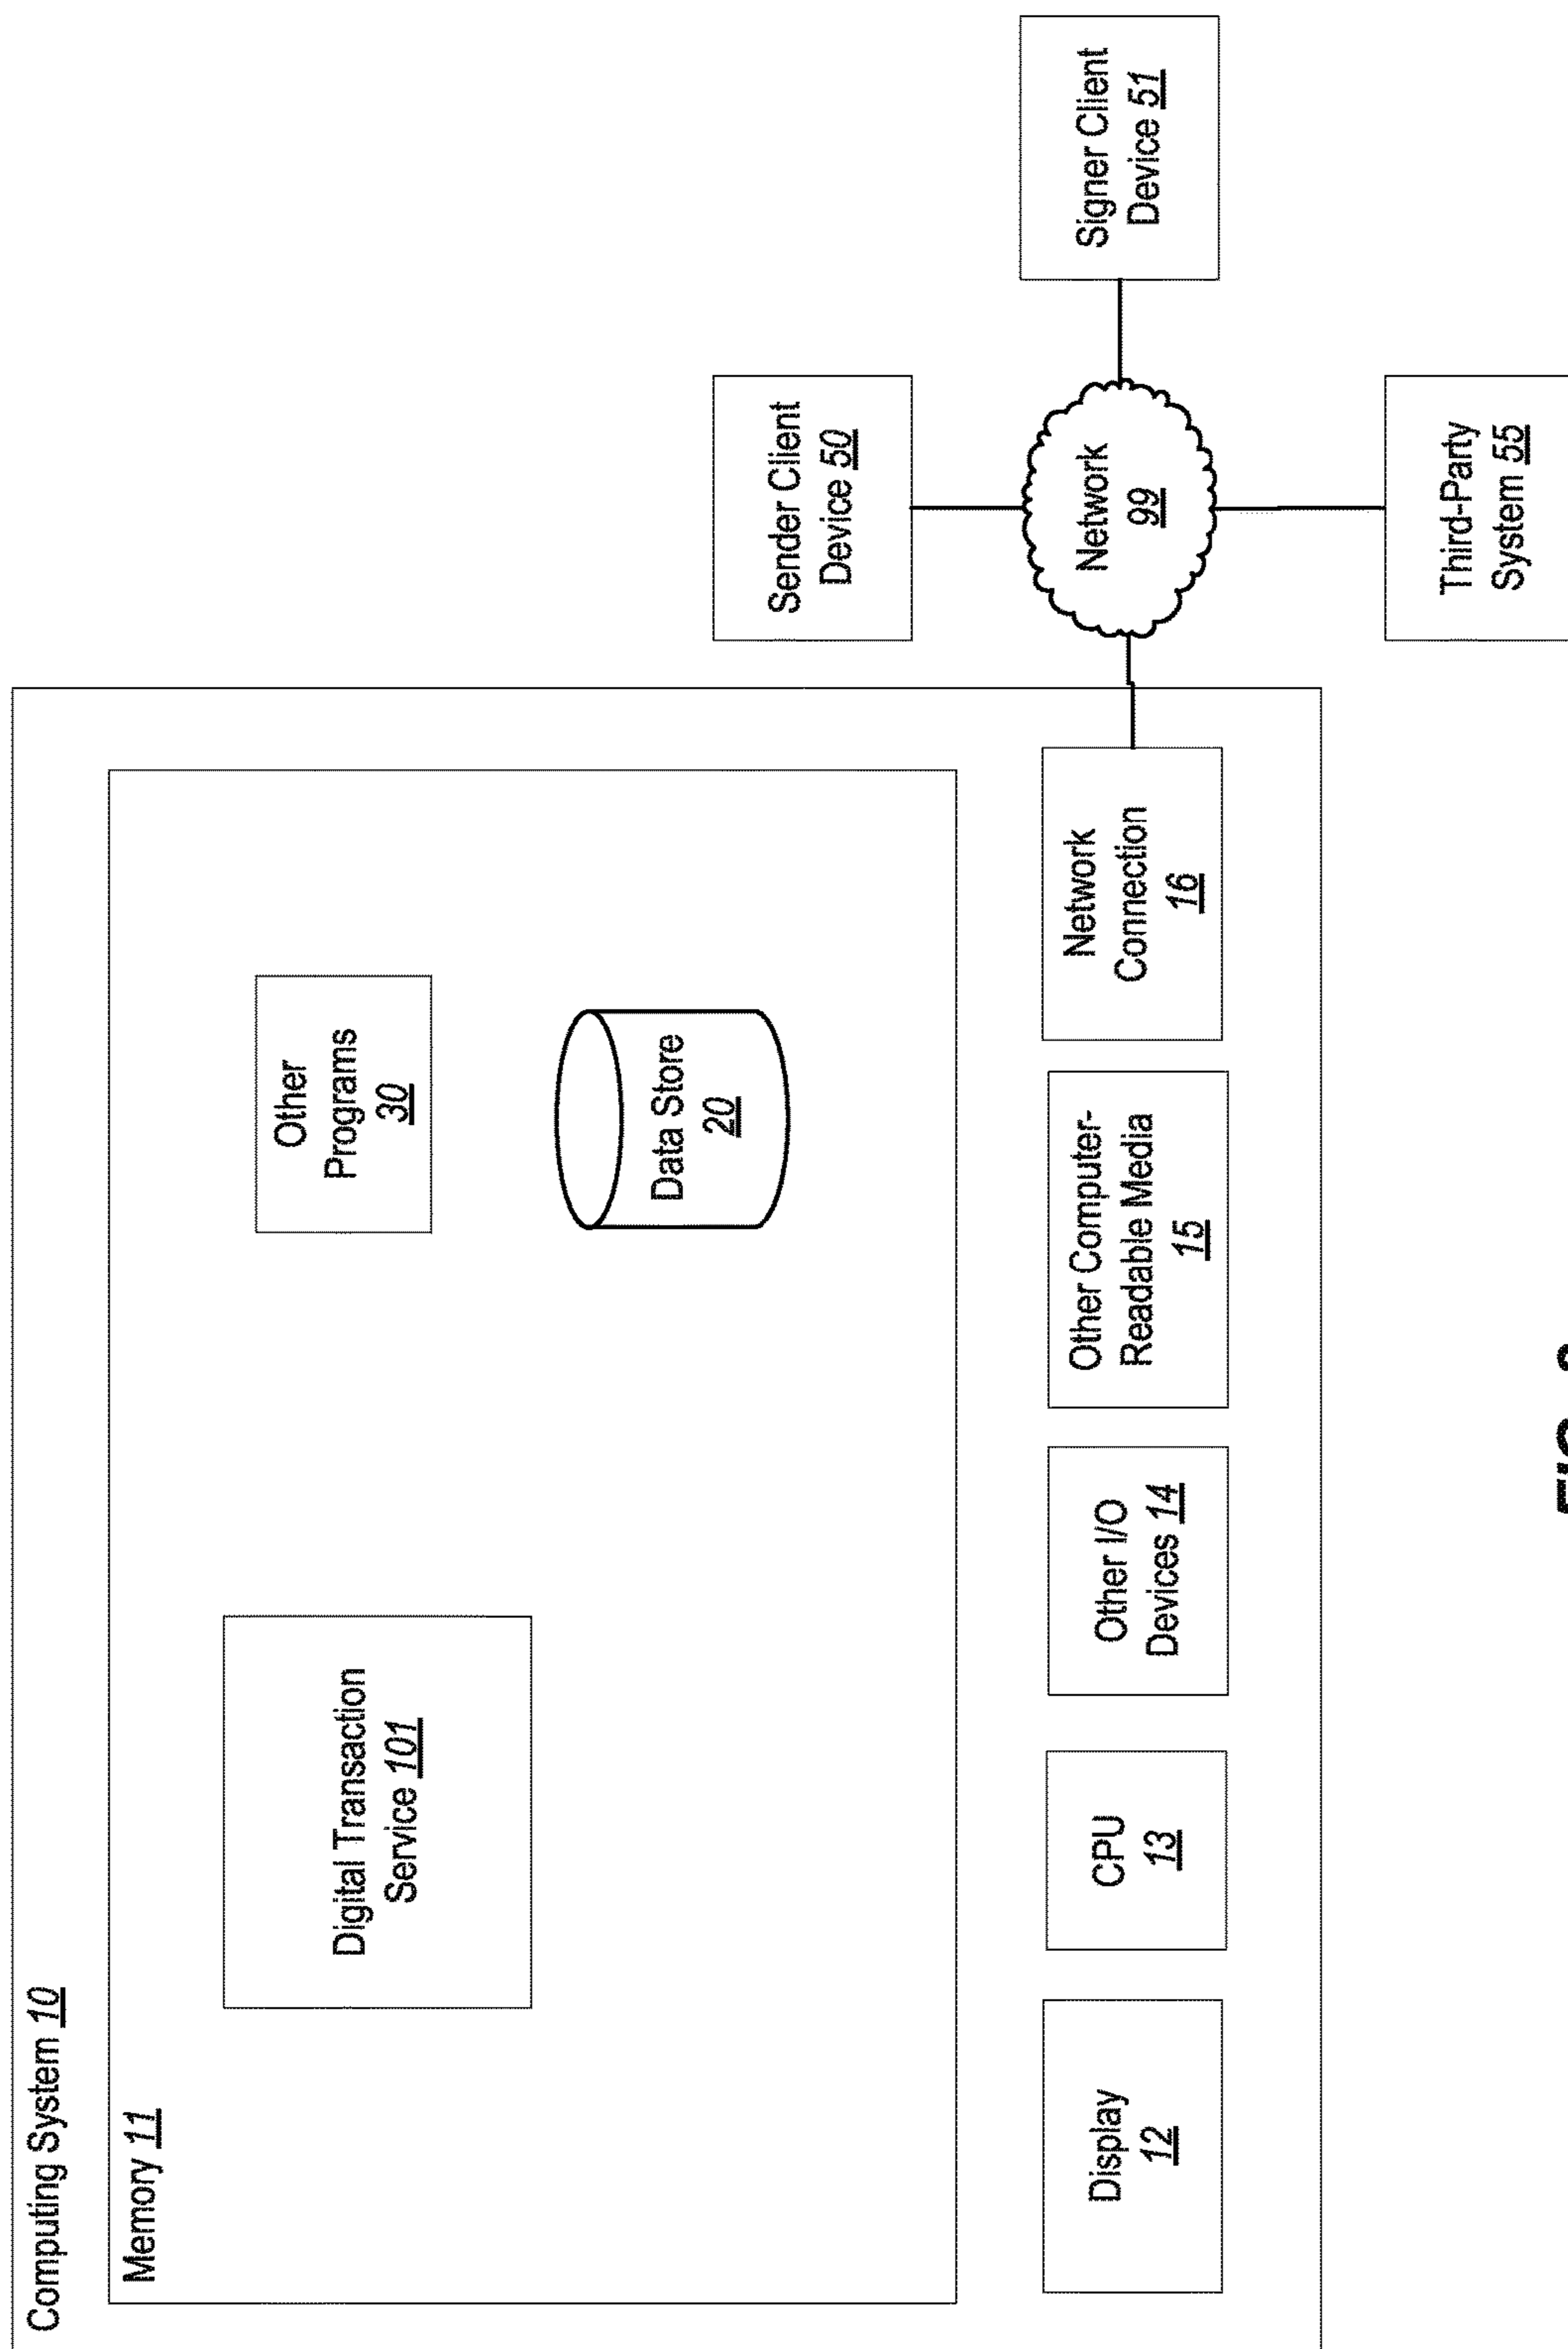 Computing System 10
Memory 11
Digital Transaction
Service 101
Other
Programs
30
Data Store
20
Display
12
CPU
13
Other I/O
Devices 14
Other Computer-
Readable Media
15
Network
Connection
16
Sender Client
Device 50
Network
99
Signer Client
Device 51
Third-Party
System 55